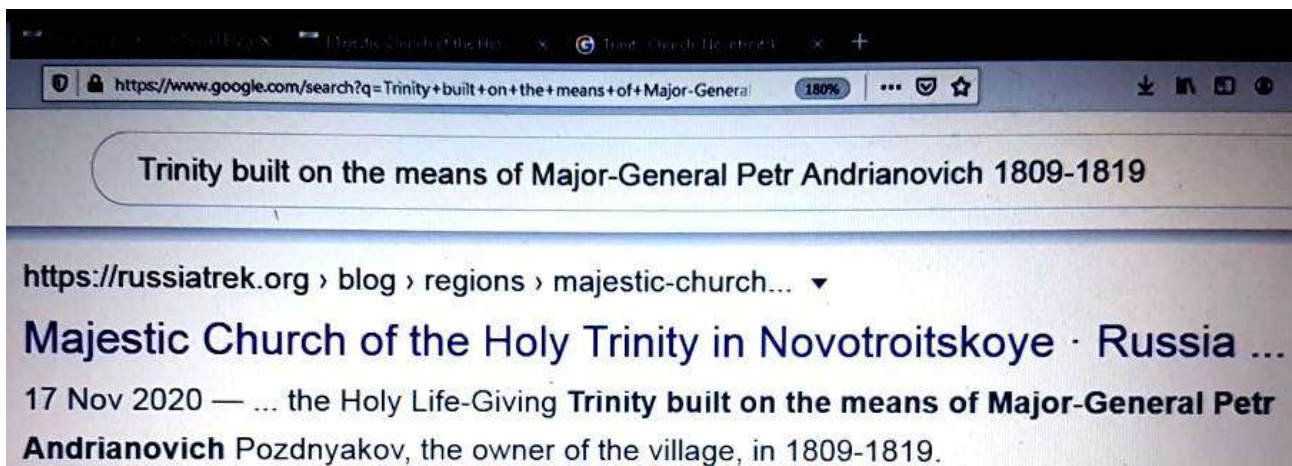 https://www.google.com/search?q=Trinity+built+on+the+means+of+Major-General 180%
Trinity built on the means of Major-General Petr Andrianovich 1809-1819
https://russiatrek.org › blog › regions › majestic-church...
Majestic Church of the Holy Trinity in Novotroitskoye · Russia ...
17 Nov 2020 — ... the Holy Life-Giving Trinity built on the means of Major-General Petr
Andrianovich Pozdnyakov, the owner of the village, in 1809-1819.